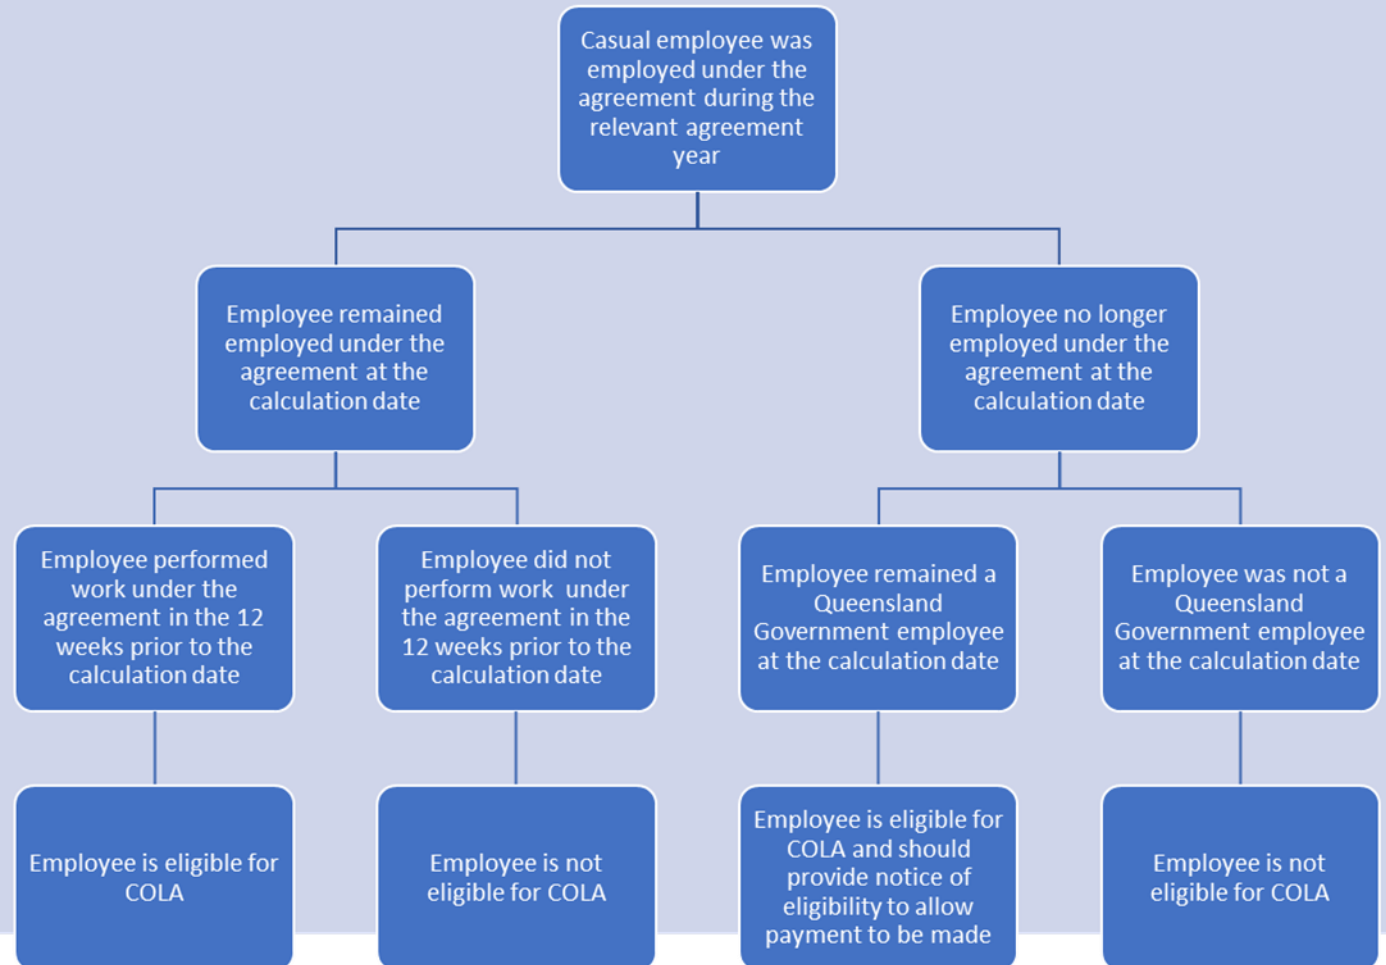 Casual employee was
employed under the
agreement during the
relevant agreement
year
Employee remained
employed under the
agreement at the
calculation date
Employee no longer
employed under the
agreement at the
calculation date
Employee performed
work under the
agreement in the 12
weeks prior to the
calculation date
Employee did not
perform work under
the agreement in the
12 weeks prior to the
calculation date
Employee remained a
Queensland
Government employee
at the calculation date
Employee was not a
Queensland
Government employee
at the calculation date
Employee is eligible for
COLA
Employee is not
eligible for COLA
Employee is eligible for
COLA and should
provide notice of
eligibility to allow
payment to be made
Employee is not
eligible for COLA